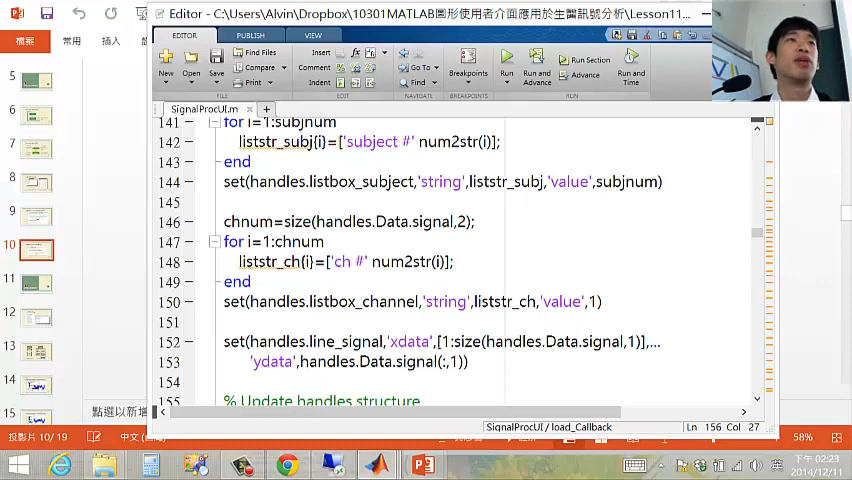 Editor - C:\Users\Alvin\Dropbox\10301MATLAB圖形使用者介面應用於生醫訊號分析\Lesson11...
檔案
常用
插入
EDITOR
PUBLISH
VIEW
New
Open
Save
Find Files
Compare
Print
Insert
Comment
Indent
fx
Go To
Find
Breakpoints
Run
Run and
Advance
Run Section
Advance
Run and
Time
FILE
EDIT
NAVIGATE
BREAKPOINTS
RUN
SignalProcUI.m
141 for i=1:subjnum
142 liststr_subj{i}=['subject #' num2str(i)];
143 end
144 set(handles.listbox_subject,'string',liststr_subj,'value',subjnum)
145
146 chnum=size(handles.Data.signal,2);
147 for i=1:chnum
148 liststr_ch{i}=['ch #' num2str(i)];
149 end
150 set(handles.listbox_channel,'string',liststr_ch,'value',1)
151
152 set(handles.line_signal,'xdata',[1:size(handles.Data.signal,1)],...
153 'ydata',handles.Data.signal(:,1))
154
155 % Update handles structure
5
6
7
8
9
10
11
12
13
14
15
點選以新增
SignalProcUI / load_Callback
Ln 156 Col 27
投影片 10/19
中文 (
58%
英
下午 02:23
2014/12/11